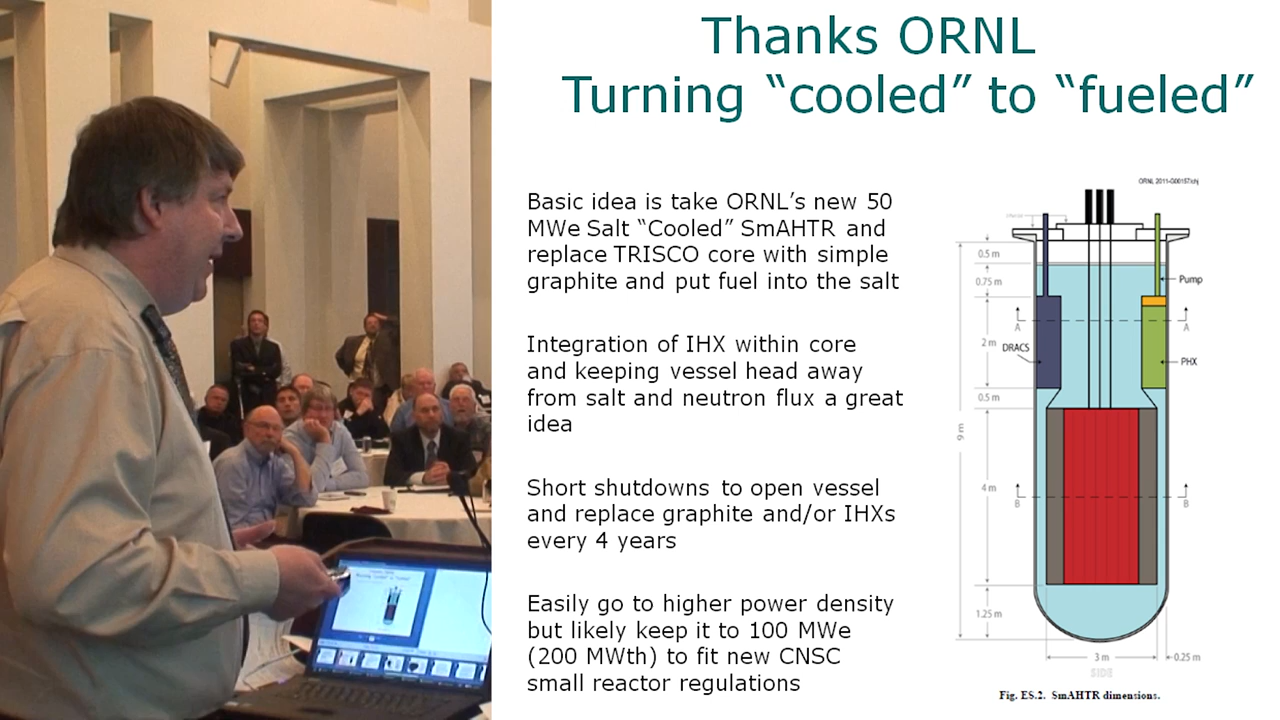 Thanks ORNL
Turning “cooled” to “fueled”
Basic idea is take ORNL’s new 50
MWe Salt “Cooled” SmAHTR and
replace TRISCO core with simple
graphite and put fuel into the salt
Integration of IHX within core
and keeping vessel head away
from salt and neutron flux a great
idea
Short shutdowns to open vessel
and replace graphite and/or IHXs
every 4 years
Easily go to higher power density
but likely keep it to 100 MWe
(200 MWth) to fit new CNSC
small reactor regulations
0.5 m
0.75 m
Pump
A
A
2 m
DRACS
PHX
0.5 m
9 m
4 m
B
B
1.25 m
3 m
0.25 m
SIDE
Fig. ES.2. SmAHTR dimensions.